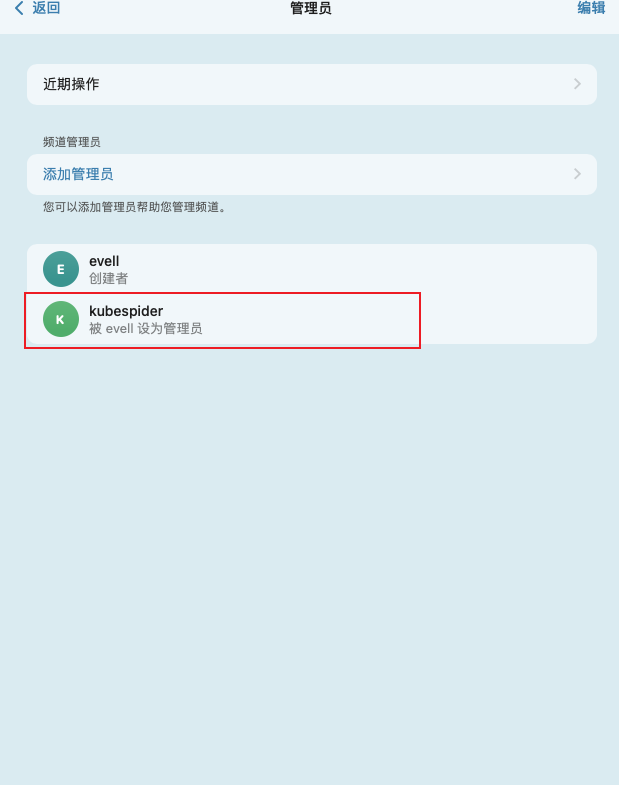 返回
管理员
编辑
近期操作
频道管理员
添加管理员
您可以添加管理员帮助您管理频道。
E
evell
创建者
K
kubespider
被 evell 设为管理员